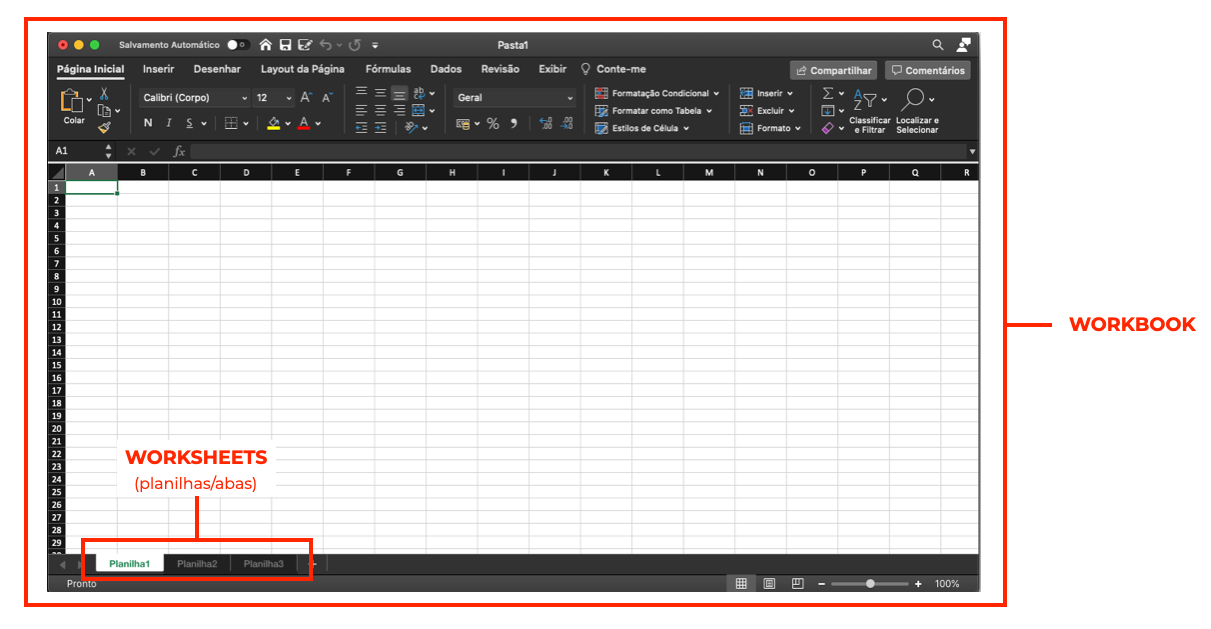 Salvamento Automático
Pasta1
Página Inicial Inserir Desenhar Layout da Página Fórmulas Dados Revisão Exibir Conte-me Compartilhar Comentários
Colar Calibri (Corpo) 12 A A Geral Formatação Condicional Inserir Σ
Formatar como Tabela Excluir
N I S A % Estilos de Célula Formato Classificar e Filtrar Localizar e Selecionar
A1 fx
A B C D E F G H I J K L M N O P Q R
1
2
3
4
5
6
7
8
9
10
11
12
13
14
15
16
17
18
19
20
21
22
23
24
25
26
27
28
29
WORKSHEETS
(planilhas/abas)
Planilha1 Planilha2 Planilha3 +
Pronto
− + 100%
WORKBOOK